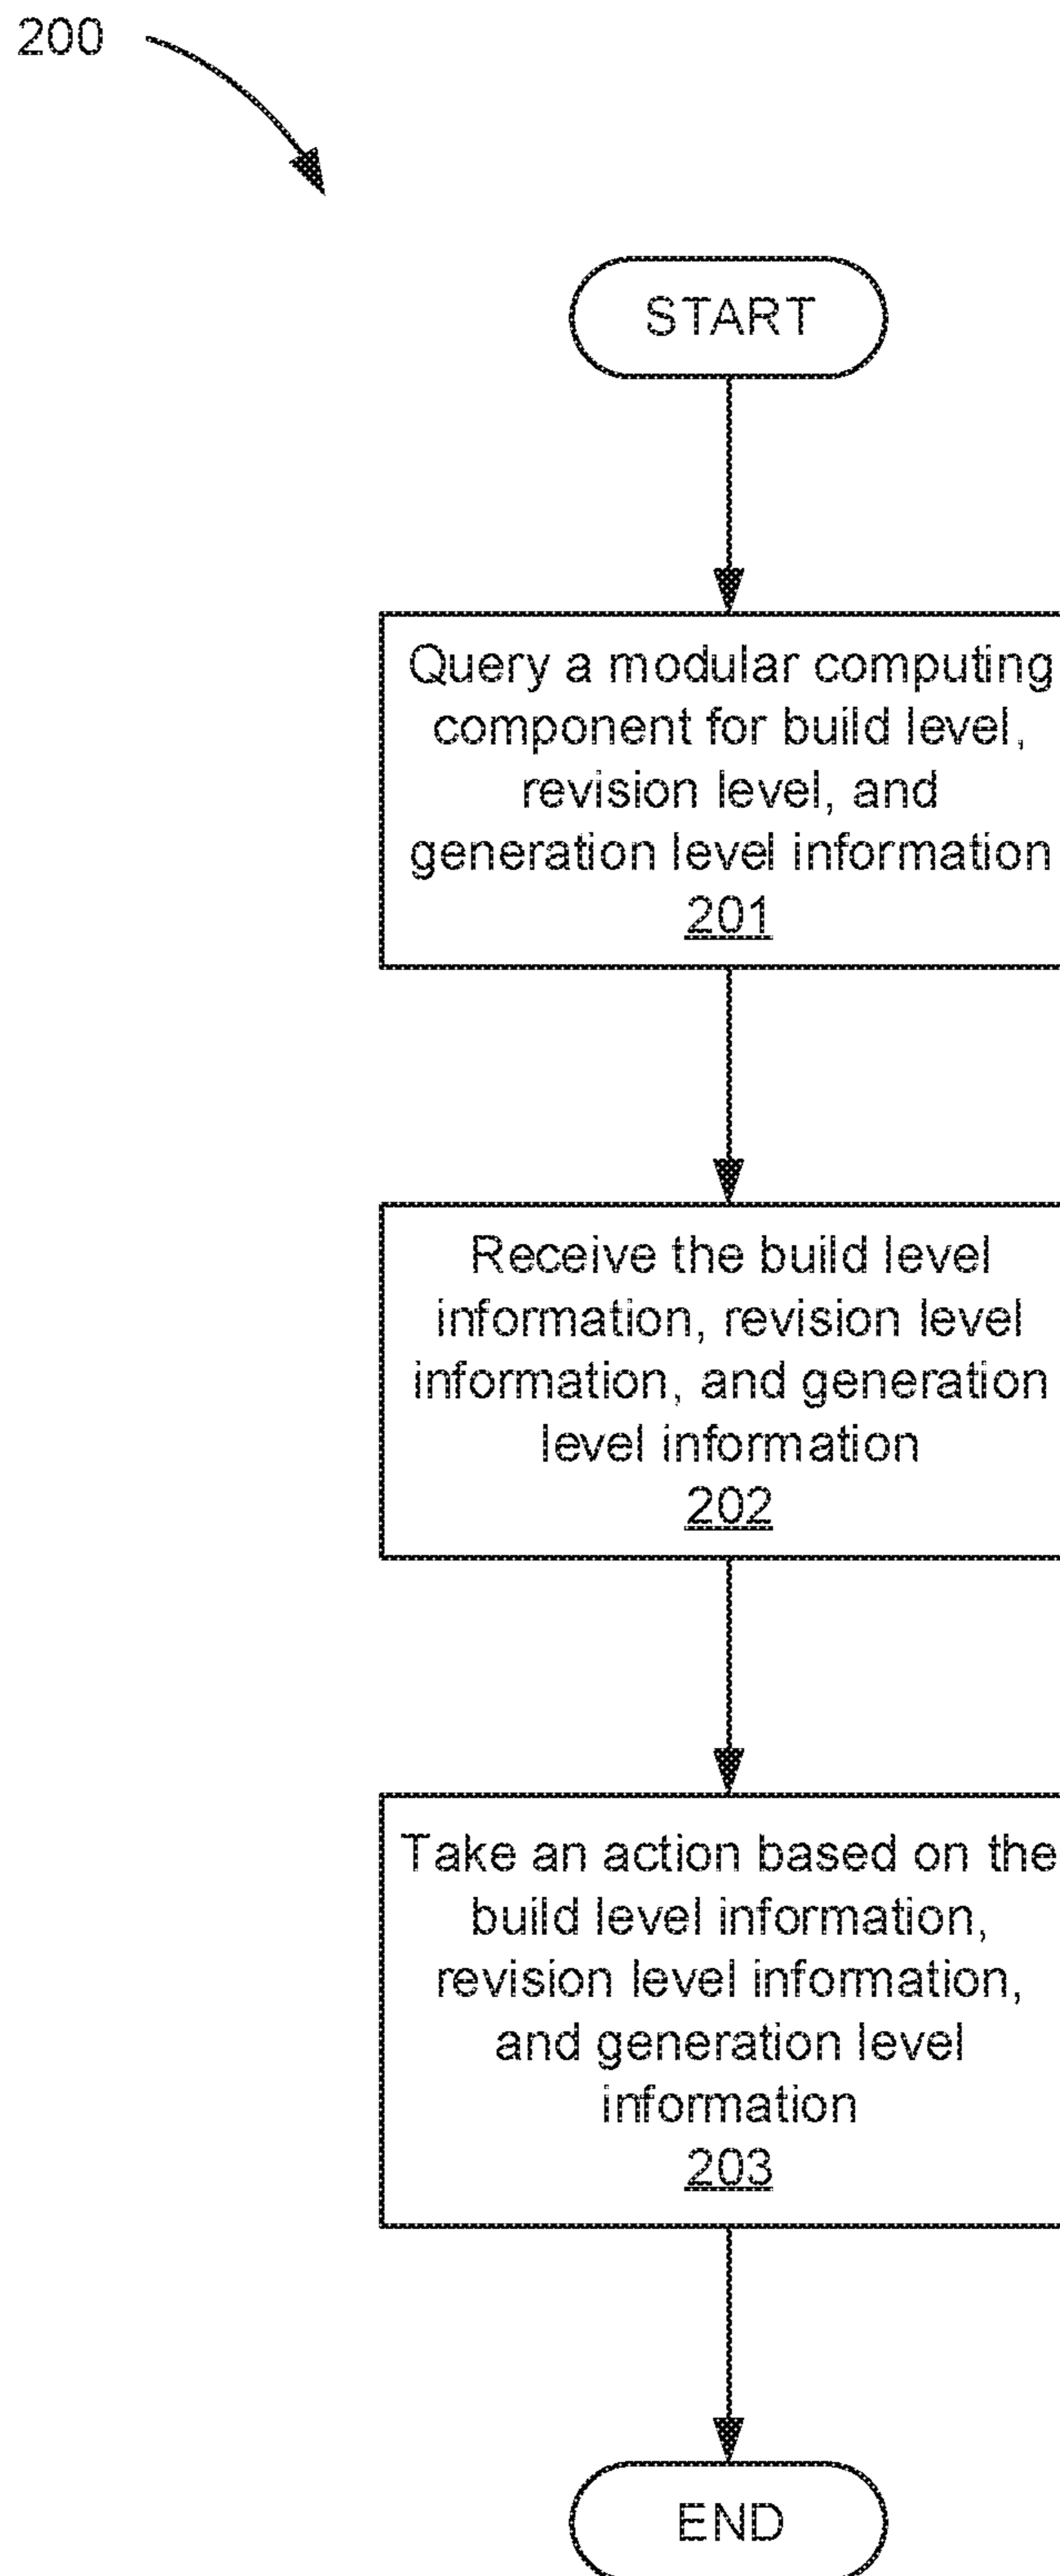 200
START
Query a modular computing
component for build level,
revision level, and
generation level information
201
Receive the build level
information, revision level
information, and generation
level information
202
Take an action based on the
build level information,
revision level information,
and generation level
information
203
END